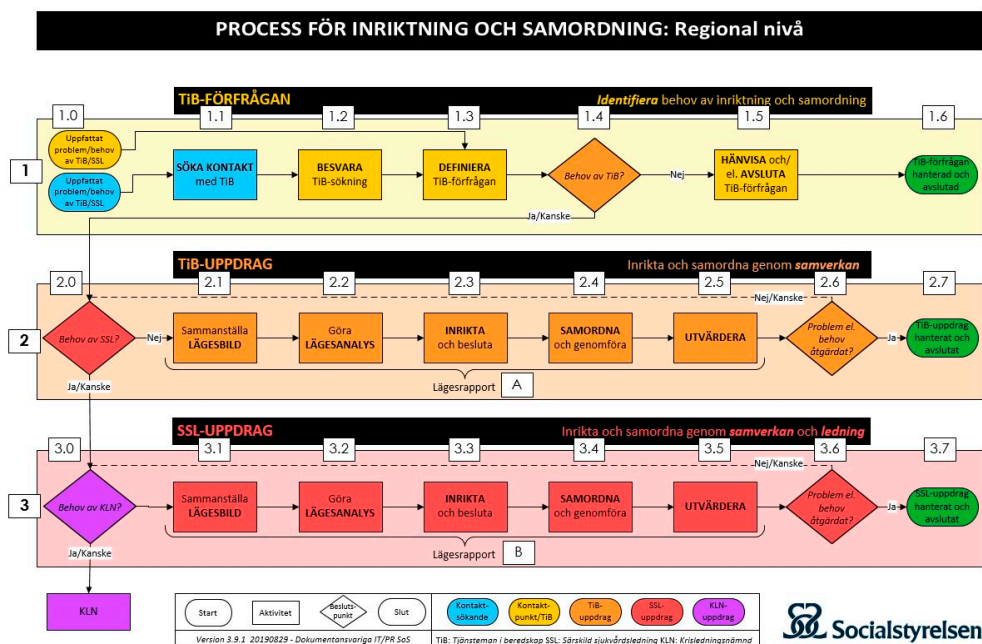 PROCESS FÖR INRIKTNING OCH SAMORDNING: Regional nivå
TiB-FÖRFRÅGAN
Identifiera behov av inriktning och samordning
1.0
1.1
1.2
1.3
1.4
1.5
1.6
1
Uppfattat
problem/behov
av TiB/SSL
Uppfattat
problem/behov
av TiB/SSL
SÖKA KONTAKT
med TiB
BESVARA
TiB-sökning
DEFINIERA
TiB-förfrågan
Behov av TiB?
Nej
HÄNVISA och/
el. AVSLUTA
TiB-förfrågan
TiB-förfrågan
hanterad och
avslutad
Ja/Kanske
TiB-UPPDRAG
Inrikta och samordna genom samverkan
2.0
2.1
2.2
2.3
2.4
2.5
2.6
2.7
Nej/Kanske
2
Behov av SSL?
Nej
Sammanställa
LÄGESBILD
Göra
LÄGESANALYS
INRIKTA
och besluta
SAMORDNA
och genomföra
UTVÄRDERA
Problem el.
behov
åtgärdat?
Ja
TiB-uppdrag
hanterat och
avslutat
Ja/Kanske
Lägesrapport
A
SSL-UPPDRAG
Inrikta och samordna genom samverkan och ledning
3.0
3.1
3.2
3.3
3.4
3.5
3.6
3.7
Nej/Kanske
3
Behov av KLN?
Sammanställa
LÄGESBILD
Göra
LÄGESANALYS
INRIKTA
och besluta
SAMORDNA
och genomföra
UTVÄRDERA
Problem el.
behov
åtgärdat?
Ja
SSL-uppdrag
hanterat och
avslutat
Ja/Kanske
Lägesrapport
B
KLN
Start
Aktivitet
Besluts-
punkt
Slut
Kontakt-
sökande
Kontakt-
punkt/TiB
TiB-
uppdrag
SSL-
uppdrag
KLN-
uppdrag
Version 3.9.1 20190829 - Dokumentansvariga IT/PR SoS
TiB: Tjänsteman i beredskap SSL: Särskild sjukvårdsledning KLN: Krisledningsnämnd
Socialstyrelsen